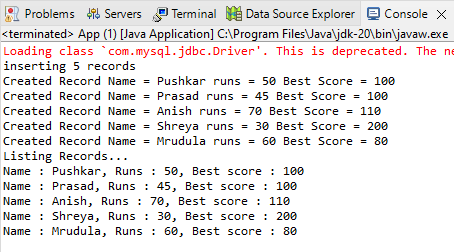 Problems Servers Terminal Data Source Explorer Console
<terminated> App (1) [Java Application] C:\Program Files\Java\jdk-20\bin\javaw.exe
Loading class `com.mysql.jdbc.Driver'. This is deprecated. The ne
inserting 5 records
Created Record Name = Pushkar runs = 50 Best Score = 100
Created Record Name = Prasad runs = 45 Best Score = 100
Created Record Name = Anish runs = 70 Best Score = 110
Created Record Name = Shreya runs = 30 Best Score = 200
Created Record Name = Mrudula runs = 60 Best Score = 80
Listing Records...
Name : Pushkar, Runs : 50, Best score : 100
Name : Prasad, Runs : 45, Best score : 100
Name : Anish, Runs : 70, Best score : 110
Name : Shreya, Runs : 30, Best score : 200
Name : Mrudula, Runs : 60, Best score : 80